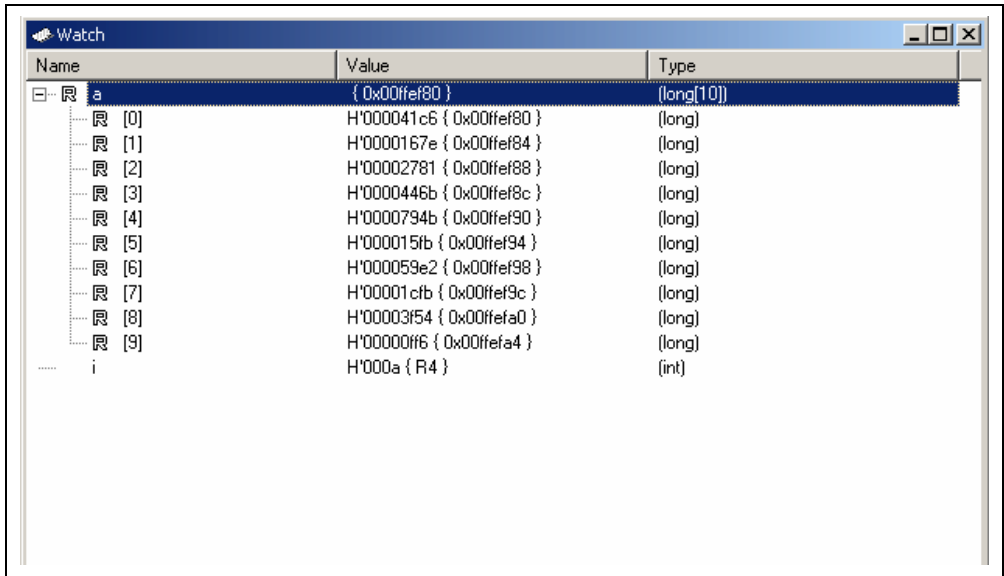 Watch
Name Value Type
R a { 0x00ffef80 } (long[10])
R [0] H'000041c6 { 0x00ffef80 } (long)
R [1] H'0000167e { 0x00ffef84 } (long)
R [2] H'00002781 { 0x00ffef88 } (long)
R [3] H'0000446b { 0x00ffef8c } (long)
R [4] H'0000794b { 0x00ffef90 } (long)
R [5] H'000015fb { 0x00ffef94 } (long)
R [6] H'000059e2 { 0x00ffef98 } (long)
R [7] H'00001cfb { 0x00ffef9c } (long)
R [8] H'00003f54 { 0x00ffefa0 } (long)
R [9] H'00000ff6 { 0x00ffefa4 } (long)
i H'000a { R4 } (int)